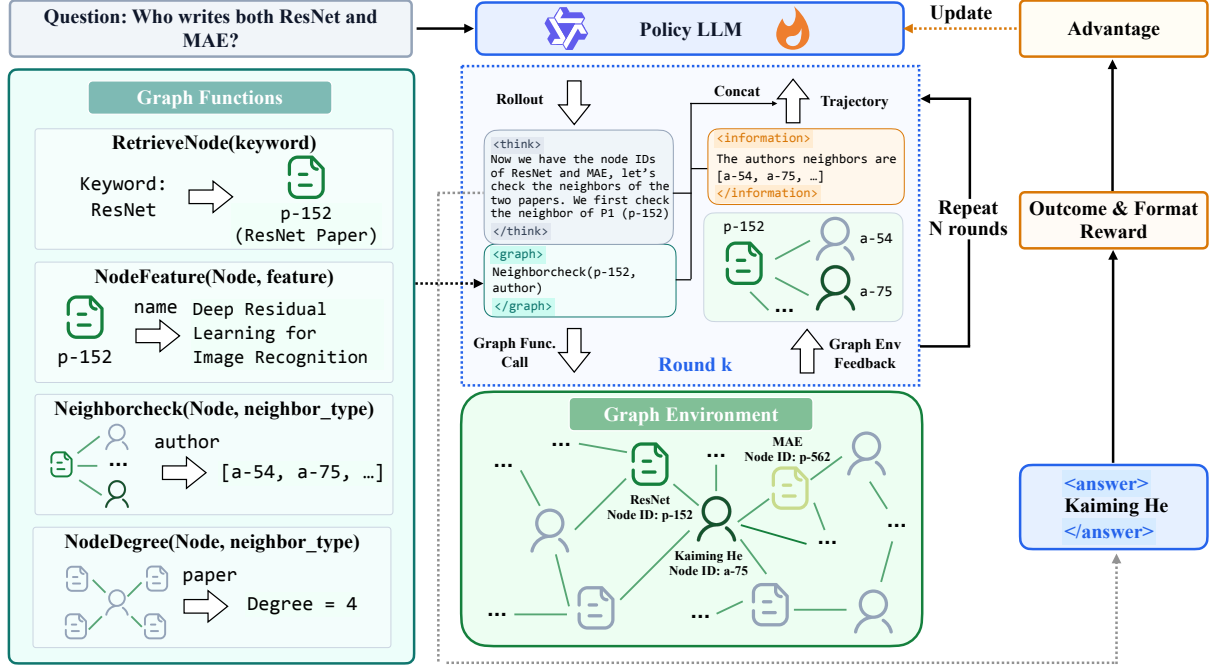 Question: Who writes both ResNet and
MAE?
Policy LLM
Update
Advantage
Graph Functions
RetrieveNode(keyword)
Keyword:
ResNet
p-152
(ResNet Paper)
NodeFeature(Node, feature)
p-152
name
Deep Residual
Learning for
Image Recognition
Neighborcheck(Node, neighbor_type)
...
author
[a-54, a-75, …]
NodeDegree(Node, neighbor_type)
paper
Degree = 4
Rollout
Concat
Trajectory
<think>
Now we have the node IDs
of ResNet and MAE, let's
check the neighbors of the
two papers. We first check
the neighbor of P1 (p-152)
</think>
<graph>
Neighborcheck(p-152,
author)
</graph>
<information>
The authors neighbors are
[a-54, a-75, …]
</information>
p-152
a-54
a-75
...
Graph Func.
Call
Round k
Graph Env
Feedback
Repeat
N rounds
Outcome & Format
Reward
Graph Environment
...
...
...
MAE
Node ID: p-562
ResNet
Node ID: p-152
...
...
Kaiming He
Node ID: a-75
...
...
<answer>
Kaiming He
</answer>